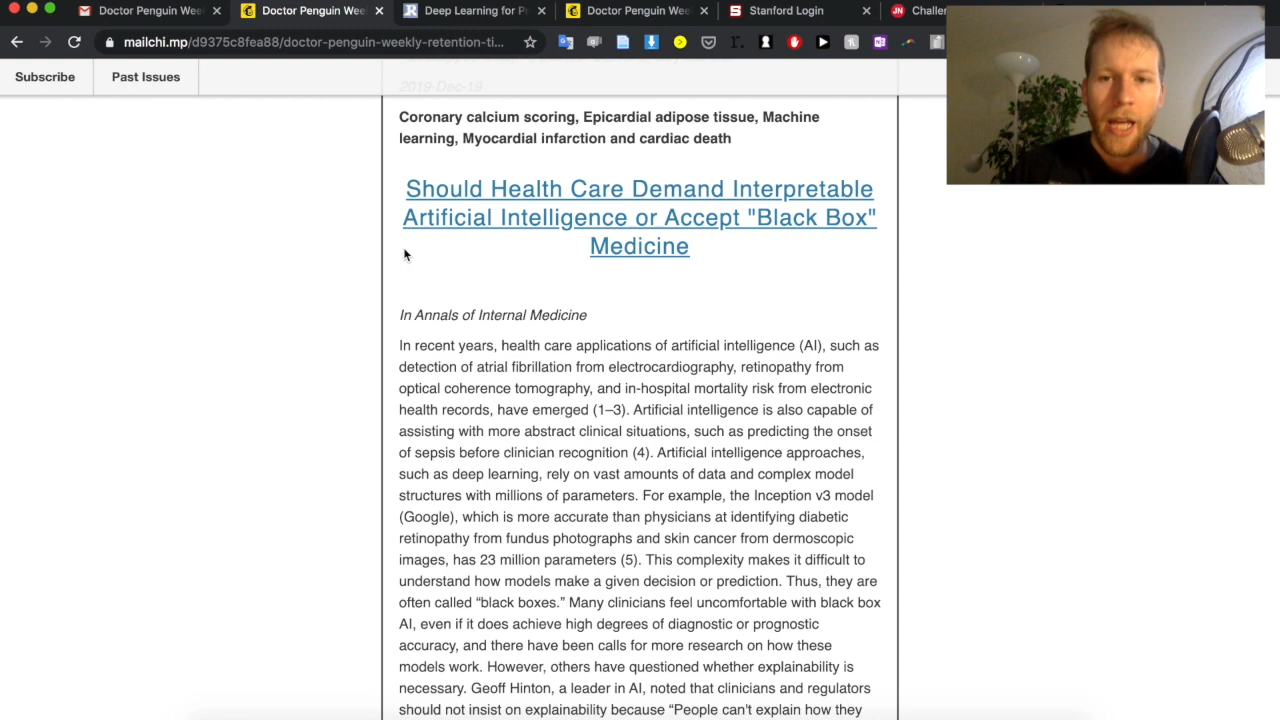 Doctor Penguin Wee
Doctor Penguin Wee
Deep Learning for P
Doctor Penguin Wee
Stanford Login
Challen
mailchi.mp/d9375c8fea88/doctor-penguin-weekly-retention-ti...
Subscribe
Past Issues
2019-Dec-19
Coronary calcium scoring, Epicardial adipose tissue, Machine
learning, Myocardial infarction and cardiac death
Should Health Care Demand Interpretable
Artificial Intelligence or Accept "Black Box"
Medicine
In Annals of Internal Medicine
In recent years, health care applications of artificial intelligence (AI), such as
detection of atrial fibrillation from electrocardiography, retinopathy from
optical coherence tomography, and in-hospital mortality risk from electronic
health records, have emerged (1–3). Artificial intelligence is also capable of
assisting with more abstract clinical situations, such as predicting the onset
of sepsis before clinician recognition (4). Artificial intelligence approaches,
such as deep learning, rely on vast amounts of data and complex model
structures with millions of parameters. For example, the Inception v3 model
(Google), which is more accurate than physicians at identifying diabetic
retinopathy from fundus photographs and skin cancer from dermoscopic
images, has 23 million parameters (5). This complexity makes it difficult to
understand how models make a given decision or prediction. Thus, they are
often called “black boxes.” Many clinicians feel uncomfortable with black box
AI, even if it does achieve high degrees of diagnostic or prognostic
accuracy, and there have been calls for more research on how these
models work. However, others have questioned whether explainability is
necessary. Geoff Hinton, a leader in AI, noted that clinicians and regulators
should not insist on explainability because “People can't explain how they